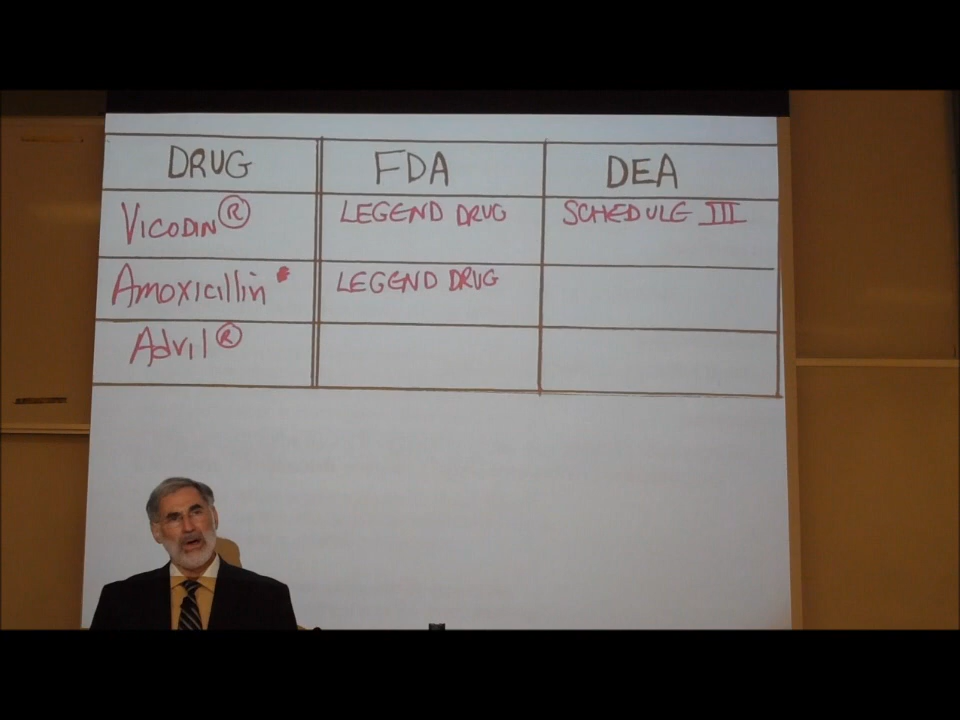 DRUG FDA DEA
VICODIN® LEGEND DRUG SCHEDULE III
Amoxicillin LEGEND DRUG
Advil®